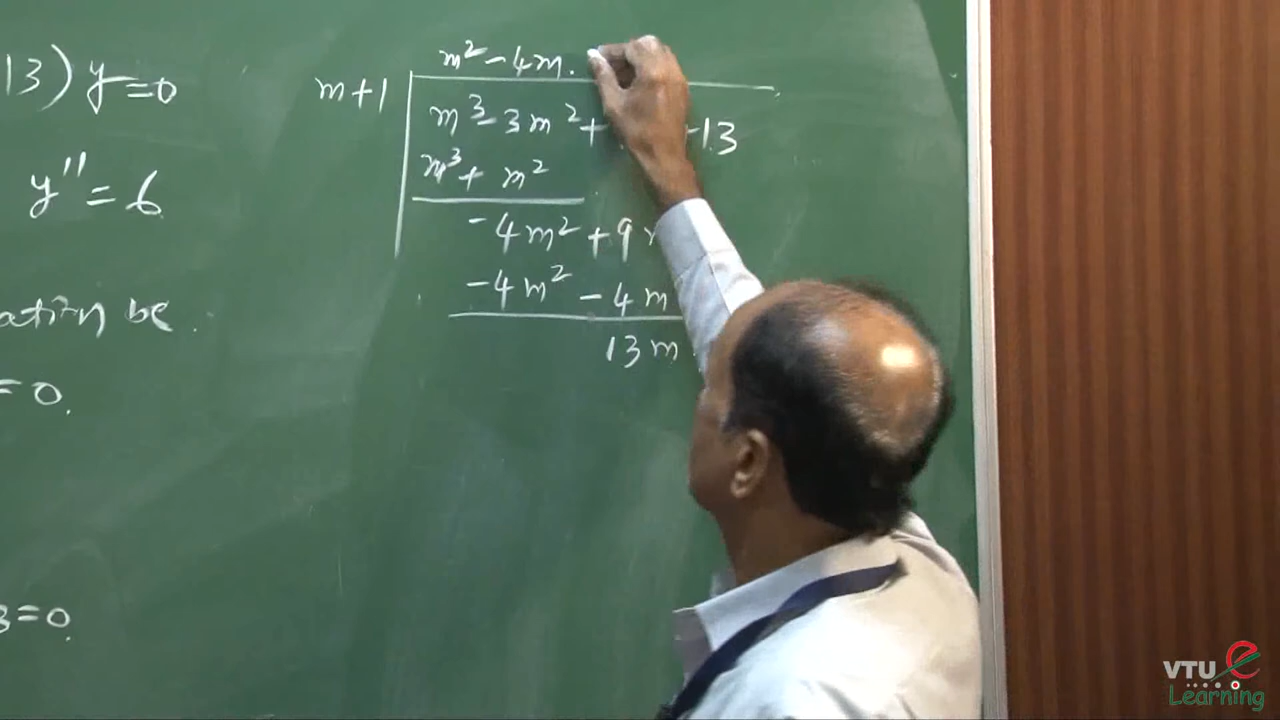 13) y = 0
y'' = 6
ation be
= 0.
3 = 0.
m² - 4m.
m + 1
m³ - 3m² + - 13
m³ + m²
-4m² + 9
-4m² - 4m
13m
VTU e
Learning